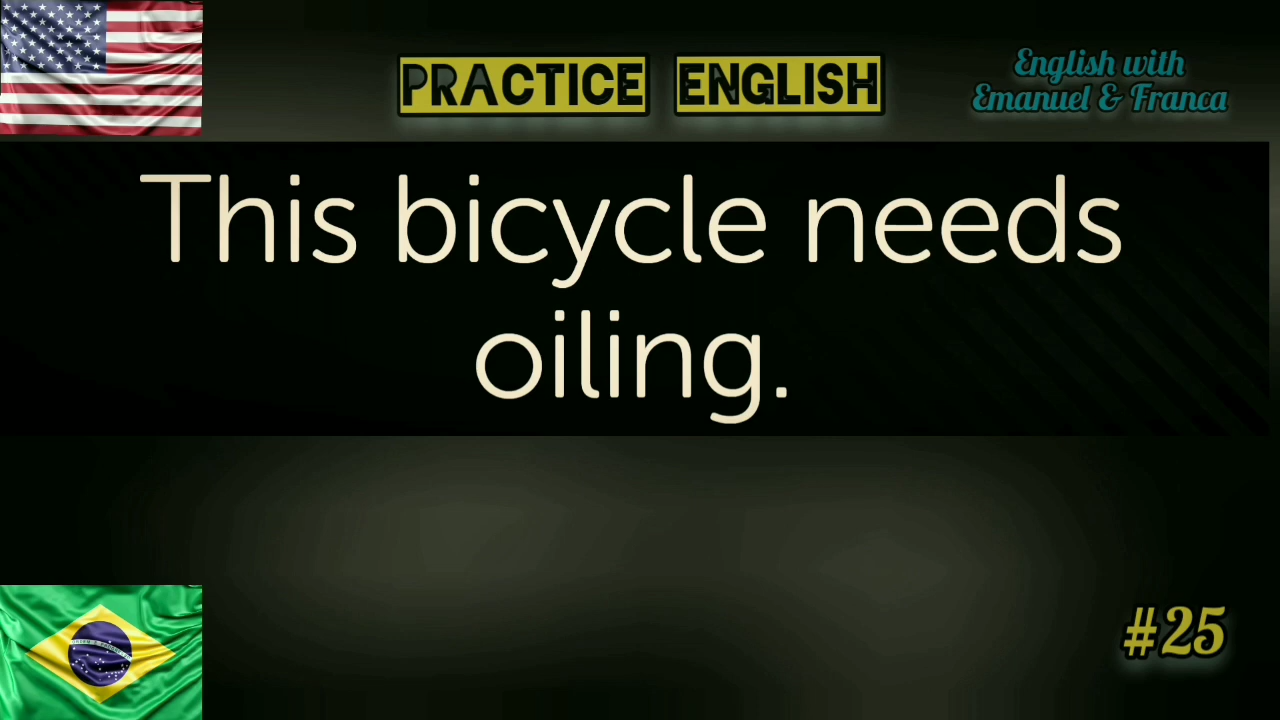 PRACTICE ENGLISH
English with
Emanuel & Franca
This bicycle needs
oiling.
#25